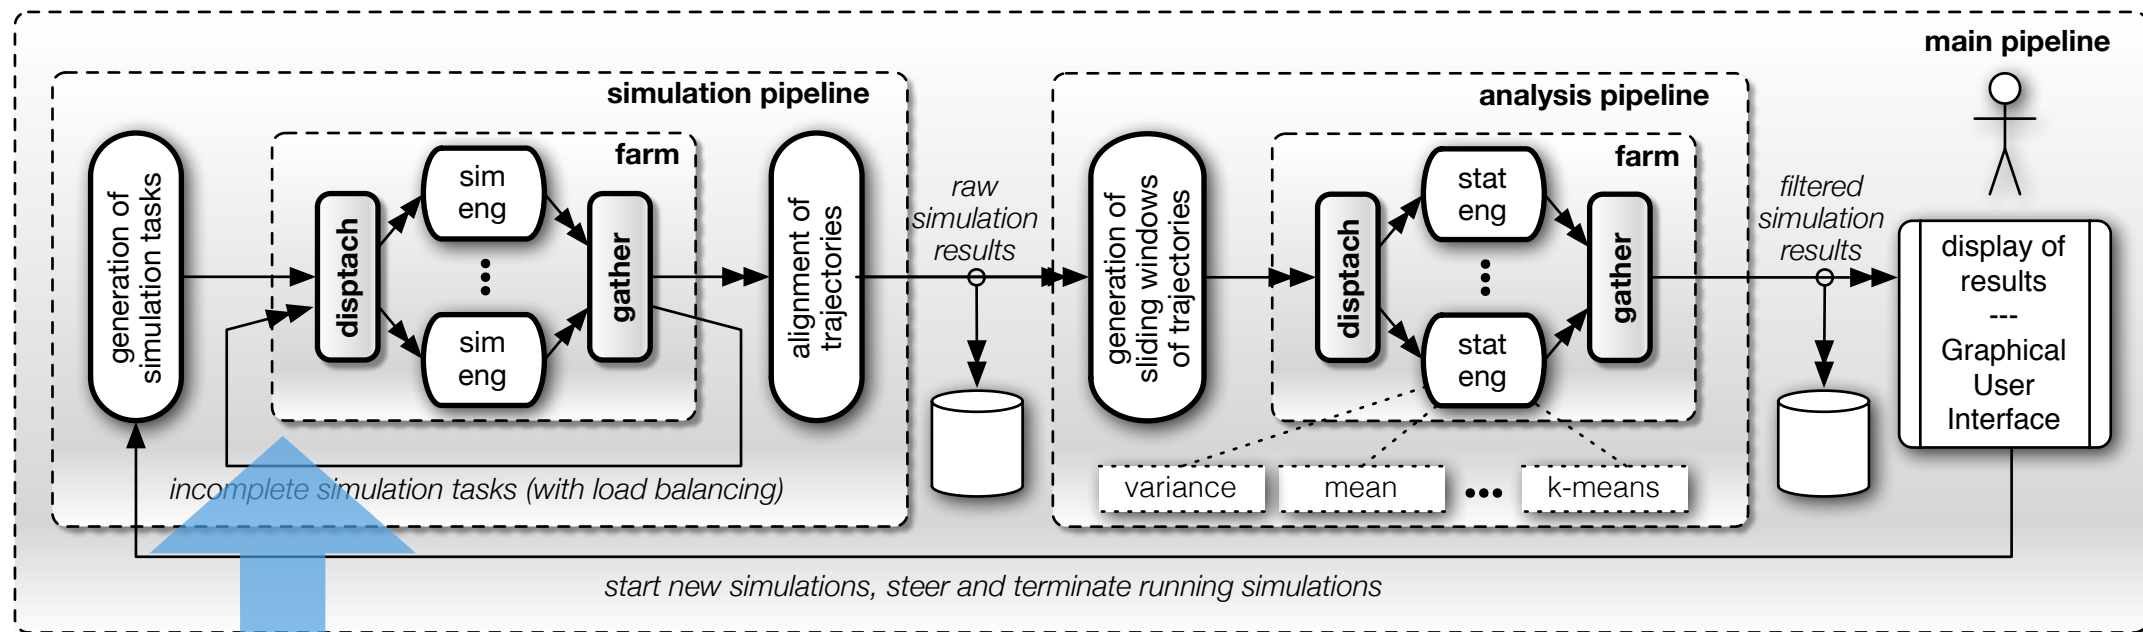 main pipeline
simulation pipeline
generation of
simulation tasks
farm
disptach
sim
eng
sim
eng
gather
alignment of
trajectories
incomplete simulation tasks (with load balancing)
raw
simulation
results
analysis pipeline
generation of
sliding windows
of trajectories
farm
disptach
stat
eng
stat
eng
gather
variance
mean
k-means
filtered
simulation
results
display of
results
---
Graphical
User
Interface
start new simulations, steer and terminate running simulations